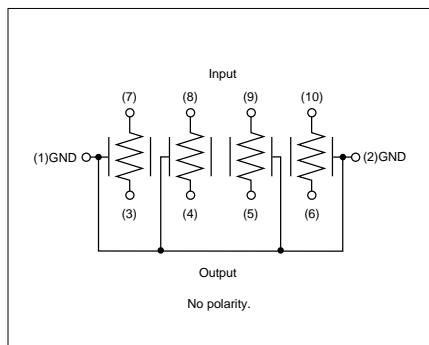 Input
(7) (8) (9) (10)
(1)GND (2)GND
(3) (4) (5) (6)
Output
No polarity.